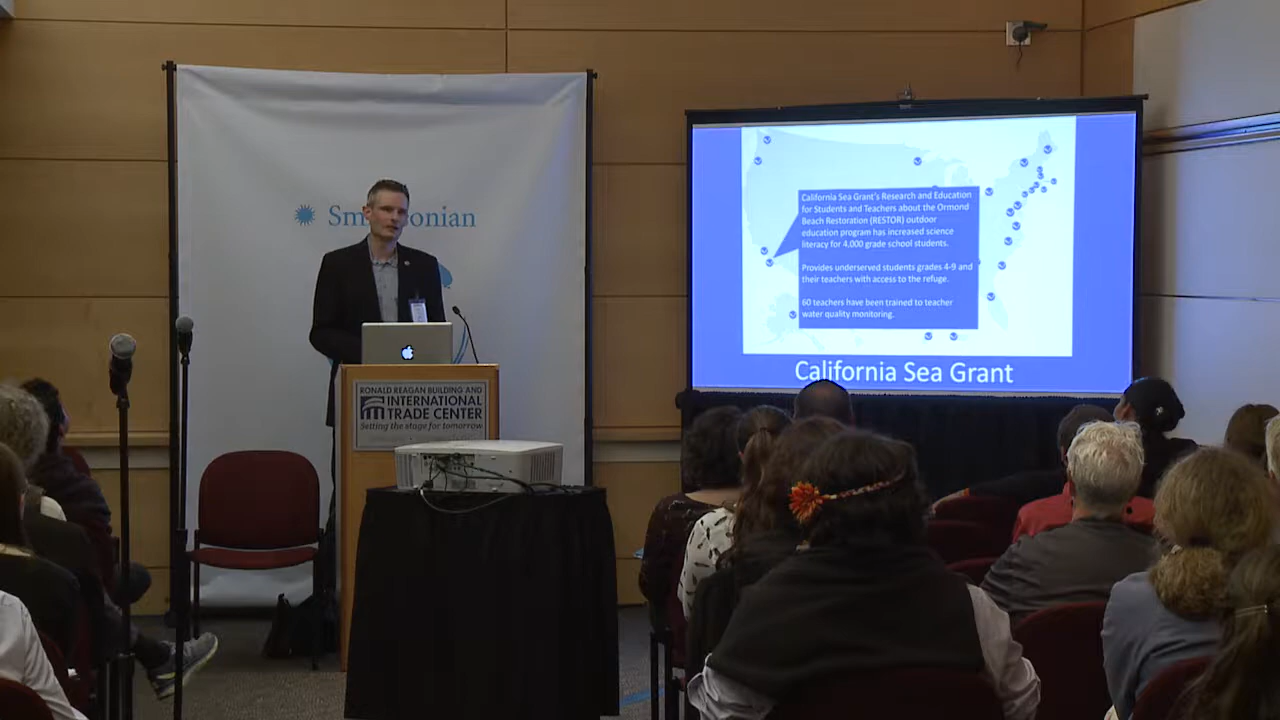 Smithsonian
RONALD REAGAN BUILDING AND
INTERNATIONAL
TRADE CENTER
Setting the stage for tomorrow
California Sea Grant's Research and Education
for Students and Teachers about the Ormond
Beach Restoration (RESTOR) outdoor
education program has increased science
literacy for 4,000 grade school students.
Provides underserved students grades 4-9 and
their teachers with access to the refuge.
60 teachers have been trained to teacher
water quality monitoring.
California Sea Grant